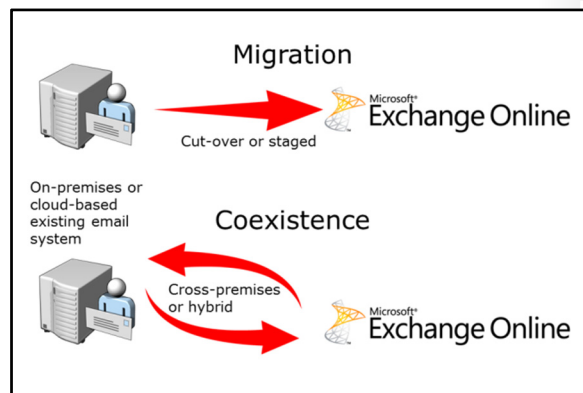 Migration
Microsoft®
Exchange Online
Cut-over or staged
On-premises or
cloud-based
existing email
system
Coexistence
Cross-premises
or hybrid
Microsoft®
Exchange Online